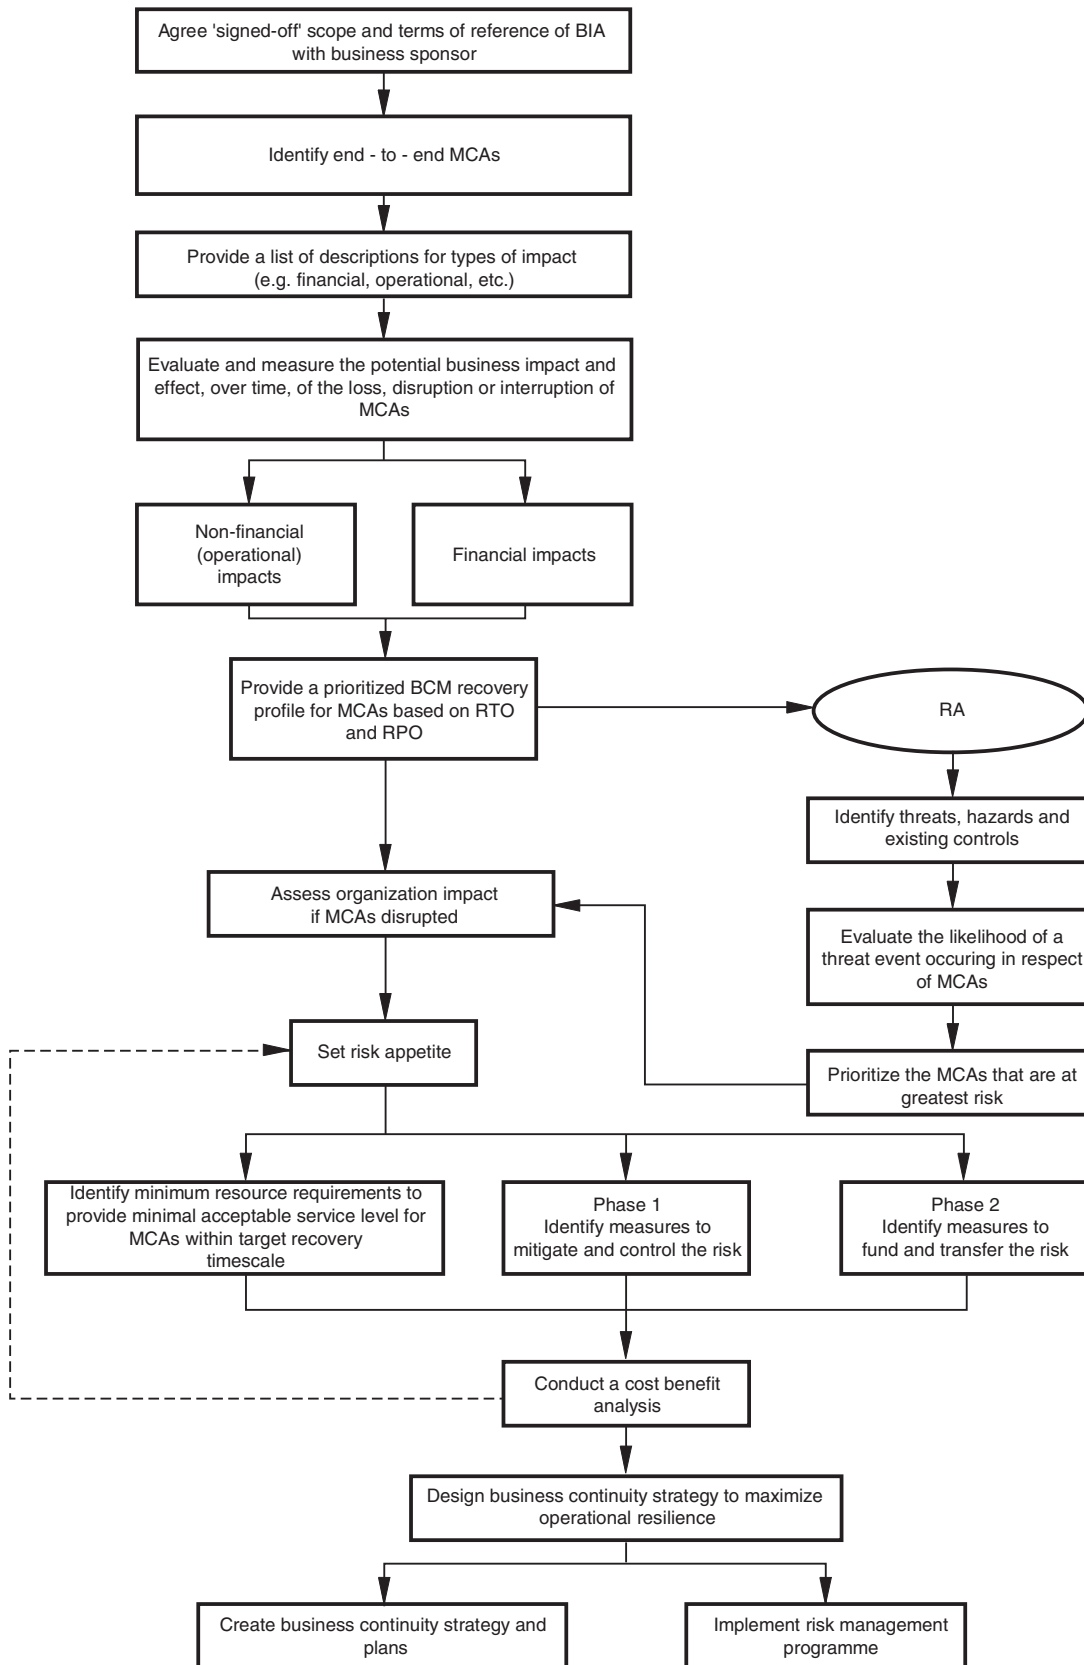 Agree 'signed-off' scope and terms of reference of BIA
with business sponsor
Identify end - to - end MCAs
Provide a list of descriptions for types of impact
(e.g. financial, operational, etc.)
Evaluate and measure the potential business impact and
effect, over time, of the loss, disruption or interruption of
MCAs
Non-financial
(operational)
impacts
Financial impacts
Provide a prioritized BCM recovery
profile for MCAs based on RTO
and RPO
RA
Identify threats, hazards and
existing controls
Evaluate the likelihood of a
threat event occuring in respect
of MCAs
Prioritize the MCAs that are at
greatest risk
Assess organization impact
if MCAs disrupted
Set risk appetite
Identify minimum resource requirements to
provide minimal acceptable service level for
MCAs within target recovery
timescale
Phase 1
Identify measures to
mitigate and control the risk
Phase 2
Identify measures to
fund and transfer the risk
Conduct a cost benefit
analysis
Design business continuity strategy to maximize
operational resilience
Create business continuity strategy and
plans
Implement risk management
programme